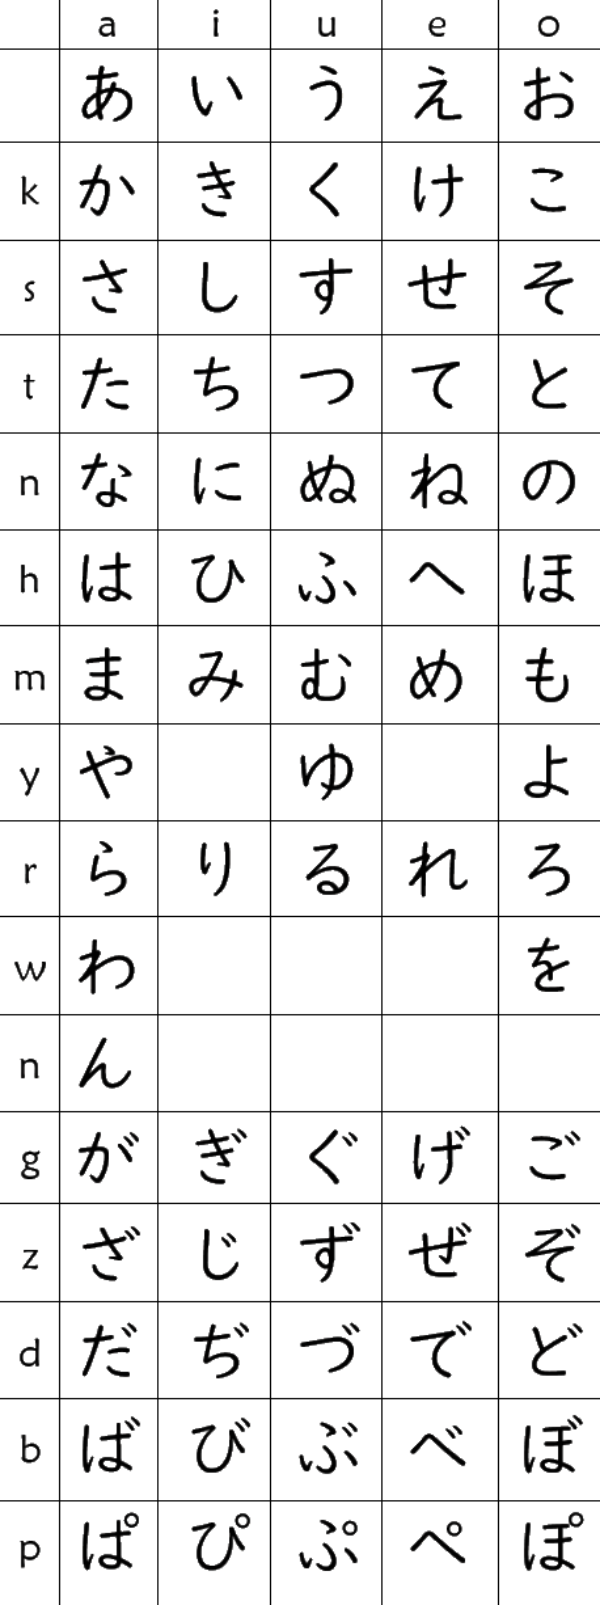 a i u e o
あ い う え お
k か き く け こ
s さ し す せ そ
t た ち つ て と
n な に ぬ ね の
h は ひ ふ へ ほ
m ま み む め も
y や ゆ よ
r ら り る れ ろ
w わ を
n ん
g が ぎ ぐ げ ご
z ざ じ ず ぜ ぞ
d だ ぢ づ で ど
b ば び ぶ べ ぼ
p ぱ ぴ ぷ ぺ ぽ